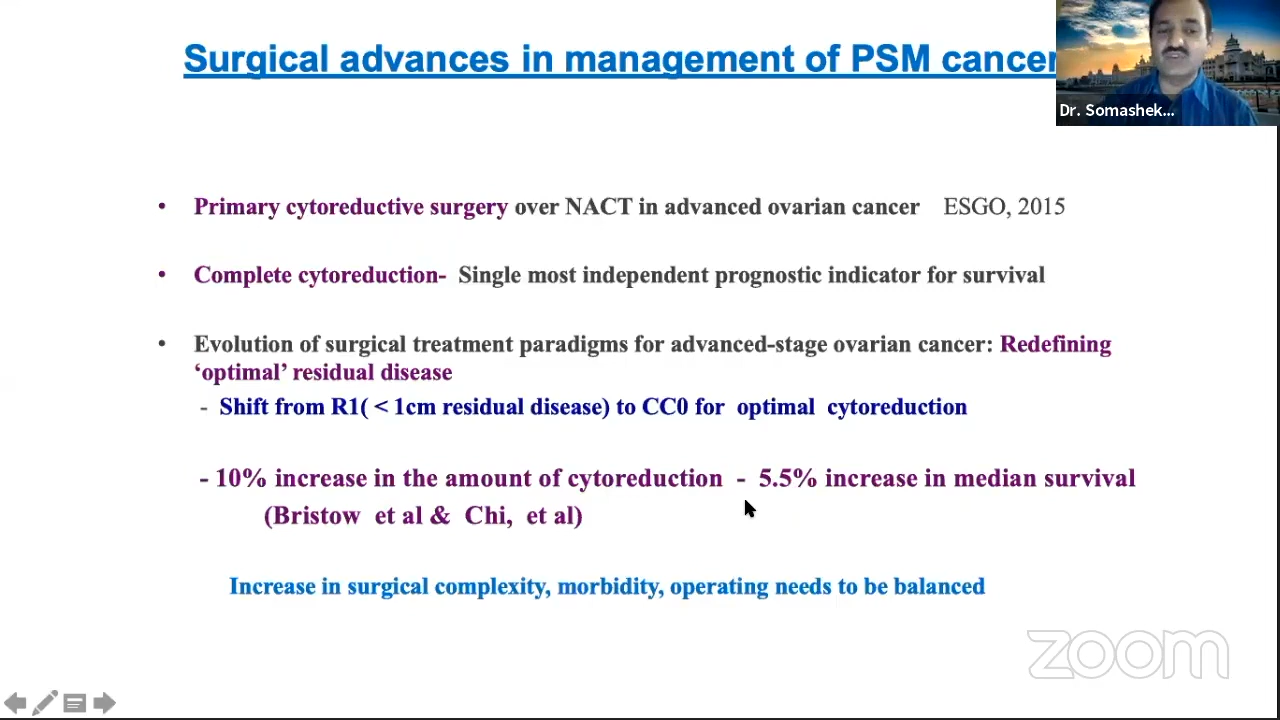 Surgical advances in management of PSM cancer
Dr. Somashek...
• Primary cytoreductive surgery over NACT in advanced ovarian cancer ESGO, 2015
• Complete cytoreduction- Single most independent prognostic indicator for survival
• Evolution of surgical treatment paradigms for advanced-stage ovarian cancer: Redefining
‘optimal’ residual disease
- Shift from R1( < 1cm residual disease) to CC0 for optimal cytoreduction
- 10% increase in the amount of cytoreduction - 5.5% increase in median survival
(Bristow et al & Chi, et al)
Increase in surgical complexity, morbidity, operating needs to be balanced
zoom